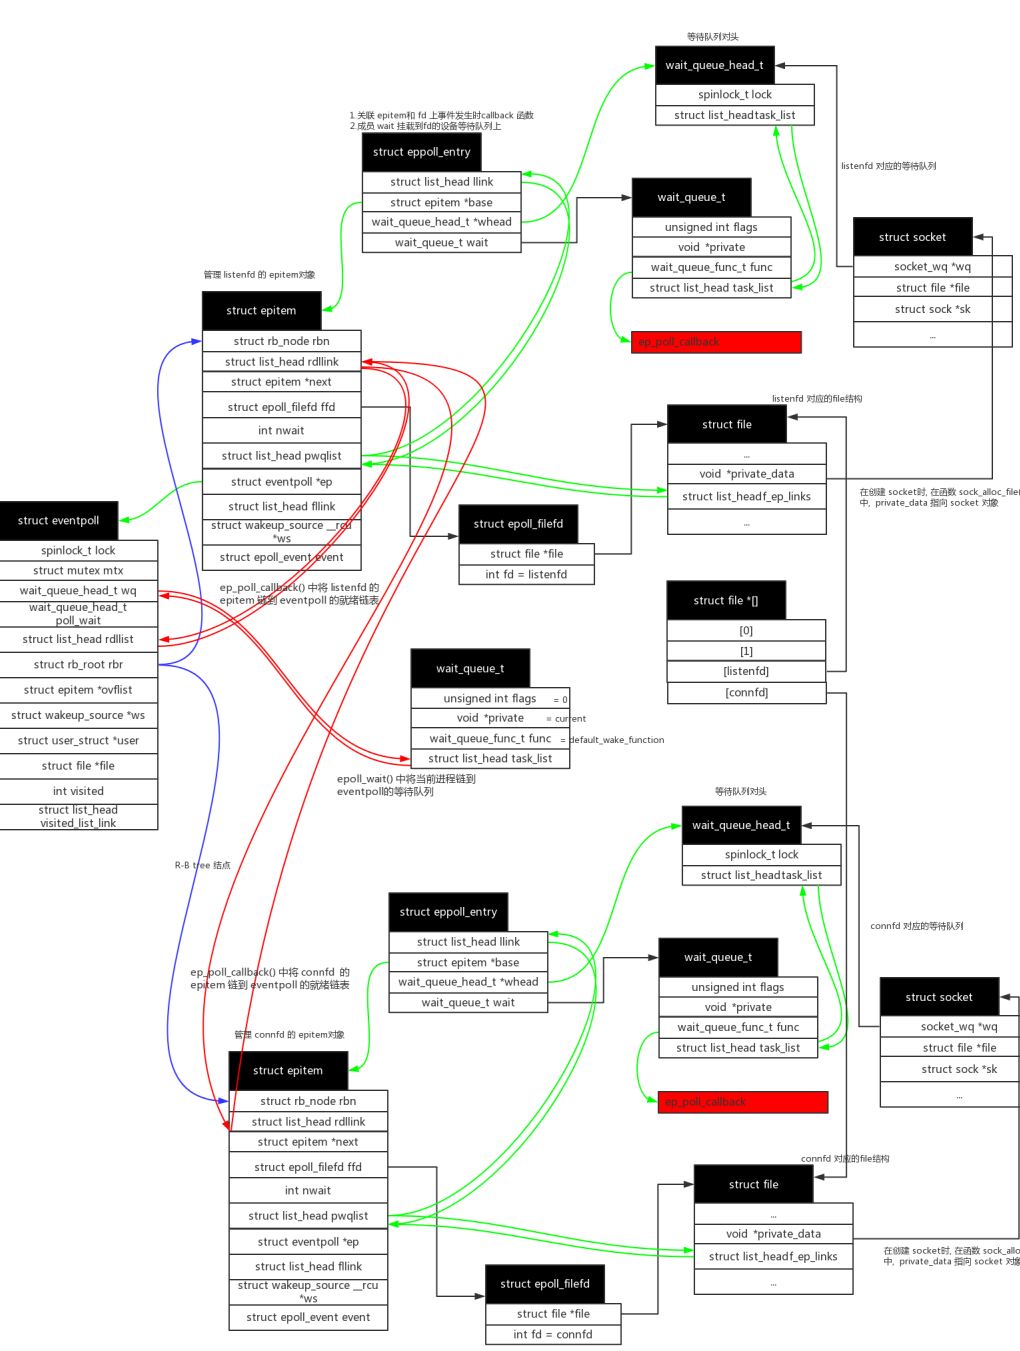 等待队列对头
wait_queue_head_t
spinlock_t lock
struct list_headtask_list
listenfd 对应的等待队列
1.关联 epitem和 fd 上事件发生时callback 函数
2.成员 wait 挂载到fd的设备等待队列上
struct eppoll_entry
struct list_head llink
struct epitem *base
wait_queue_head_t *whead
wait_queue_t wait
wait_queue_t
unsigned int flags
void *private
wait_queue_func_t func
struct list_head task_list
ep_poll_callback
struct socket
socket_wq *wq
struct file *file
struct sock *sk
...
管理 listenfd 的 epitem对象
struct epitem
struct rb_node rbn
struct list_head rdllink
struct epitem *next
struct epoll_filefd ffd
int nwait
struct list_head pwqlist
struct eventpoll *ep
struct list_head fllink
struct wakeup_source __rcu
*ws
struct epoll_event event
listenfd 对应的file结构
struct file
...
void *private_data
struct list_headf_ep_links
...
在创建 socket时, 在函数 sock_alloc_file(
中, private_data 指向 socket 对象
struct epoll_filefd
struct file *file
int fd = listenfd
struct eventpoll
spinlock_t lock
struct mutex mtx
wait_queue_head_t wq
wait_queue_head_t
poll_wait
struct list_head rdllist
struct rb_root rbr
struct epitem *ovflist
struct wakeup_source *ws
struct user_struct *user
struct file *file
int visited
struct list_head
visited_list_link
ep_poll_callback() 中将 listenfd 的
epitem 链到 eventpoll 的就绪链表
struct file *[]
[0]
[1]
[listenfd]
[connfd]
wait_queue_t
unsigned int flags = 0
void *private = current
wait_queue_func_t func = default_wake_function
struct list_head task_list
epoll_wait() 中将当前进程链到
eventpoll的等待队列
R-B tree 结点
等待队列对头
wait_queue_head_t
spinlock_t lock
struct list_headtask_list
connfd 对应的等待队列
struct eppoll_entry
struct list_head llink
struct epitem *base
wait_queue_head_t *whead
wait_queue_t wait
wait_queue_t
unsigned int flags
void *private
wait_queue_func_t func
struct list_head task_list
ep_poll_callback
struct socket
socket_wq *wq
struct file *file
struct sock *sk
...
ep_poll_callback() 中将 connfd 的
epitem 链到 eventpoll 的就绪链表
管理 connfd 的 epitem对象
struct epitem
struct rb_node rbn
struct list_head rdllink
struct epitem *next
struct epoll_filefd ffd
int nwait
struct list_head pwqlist
struct eventpoll *ep
struct list_head fllink
struct wakeup_source __rcu
*ws
struct epoll_event event
connfd 对应的file结构
struct file
...
void *private_data
struct list_headf_ep_links
...
在创建 socket时, 在函数 sock_allo
中, private_data 指向 socket 对象
struct epoll_filefd
struct file *file
int fd = connfd